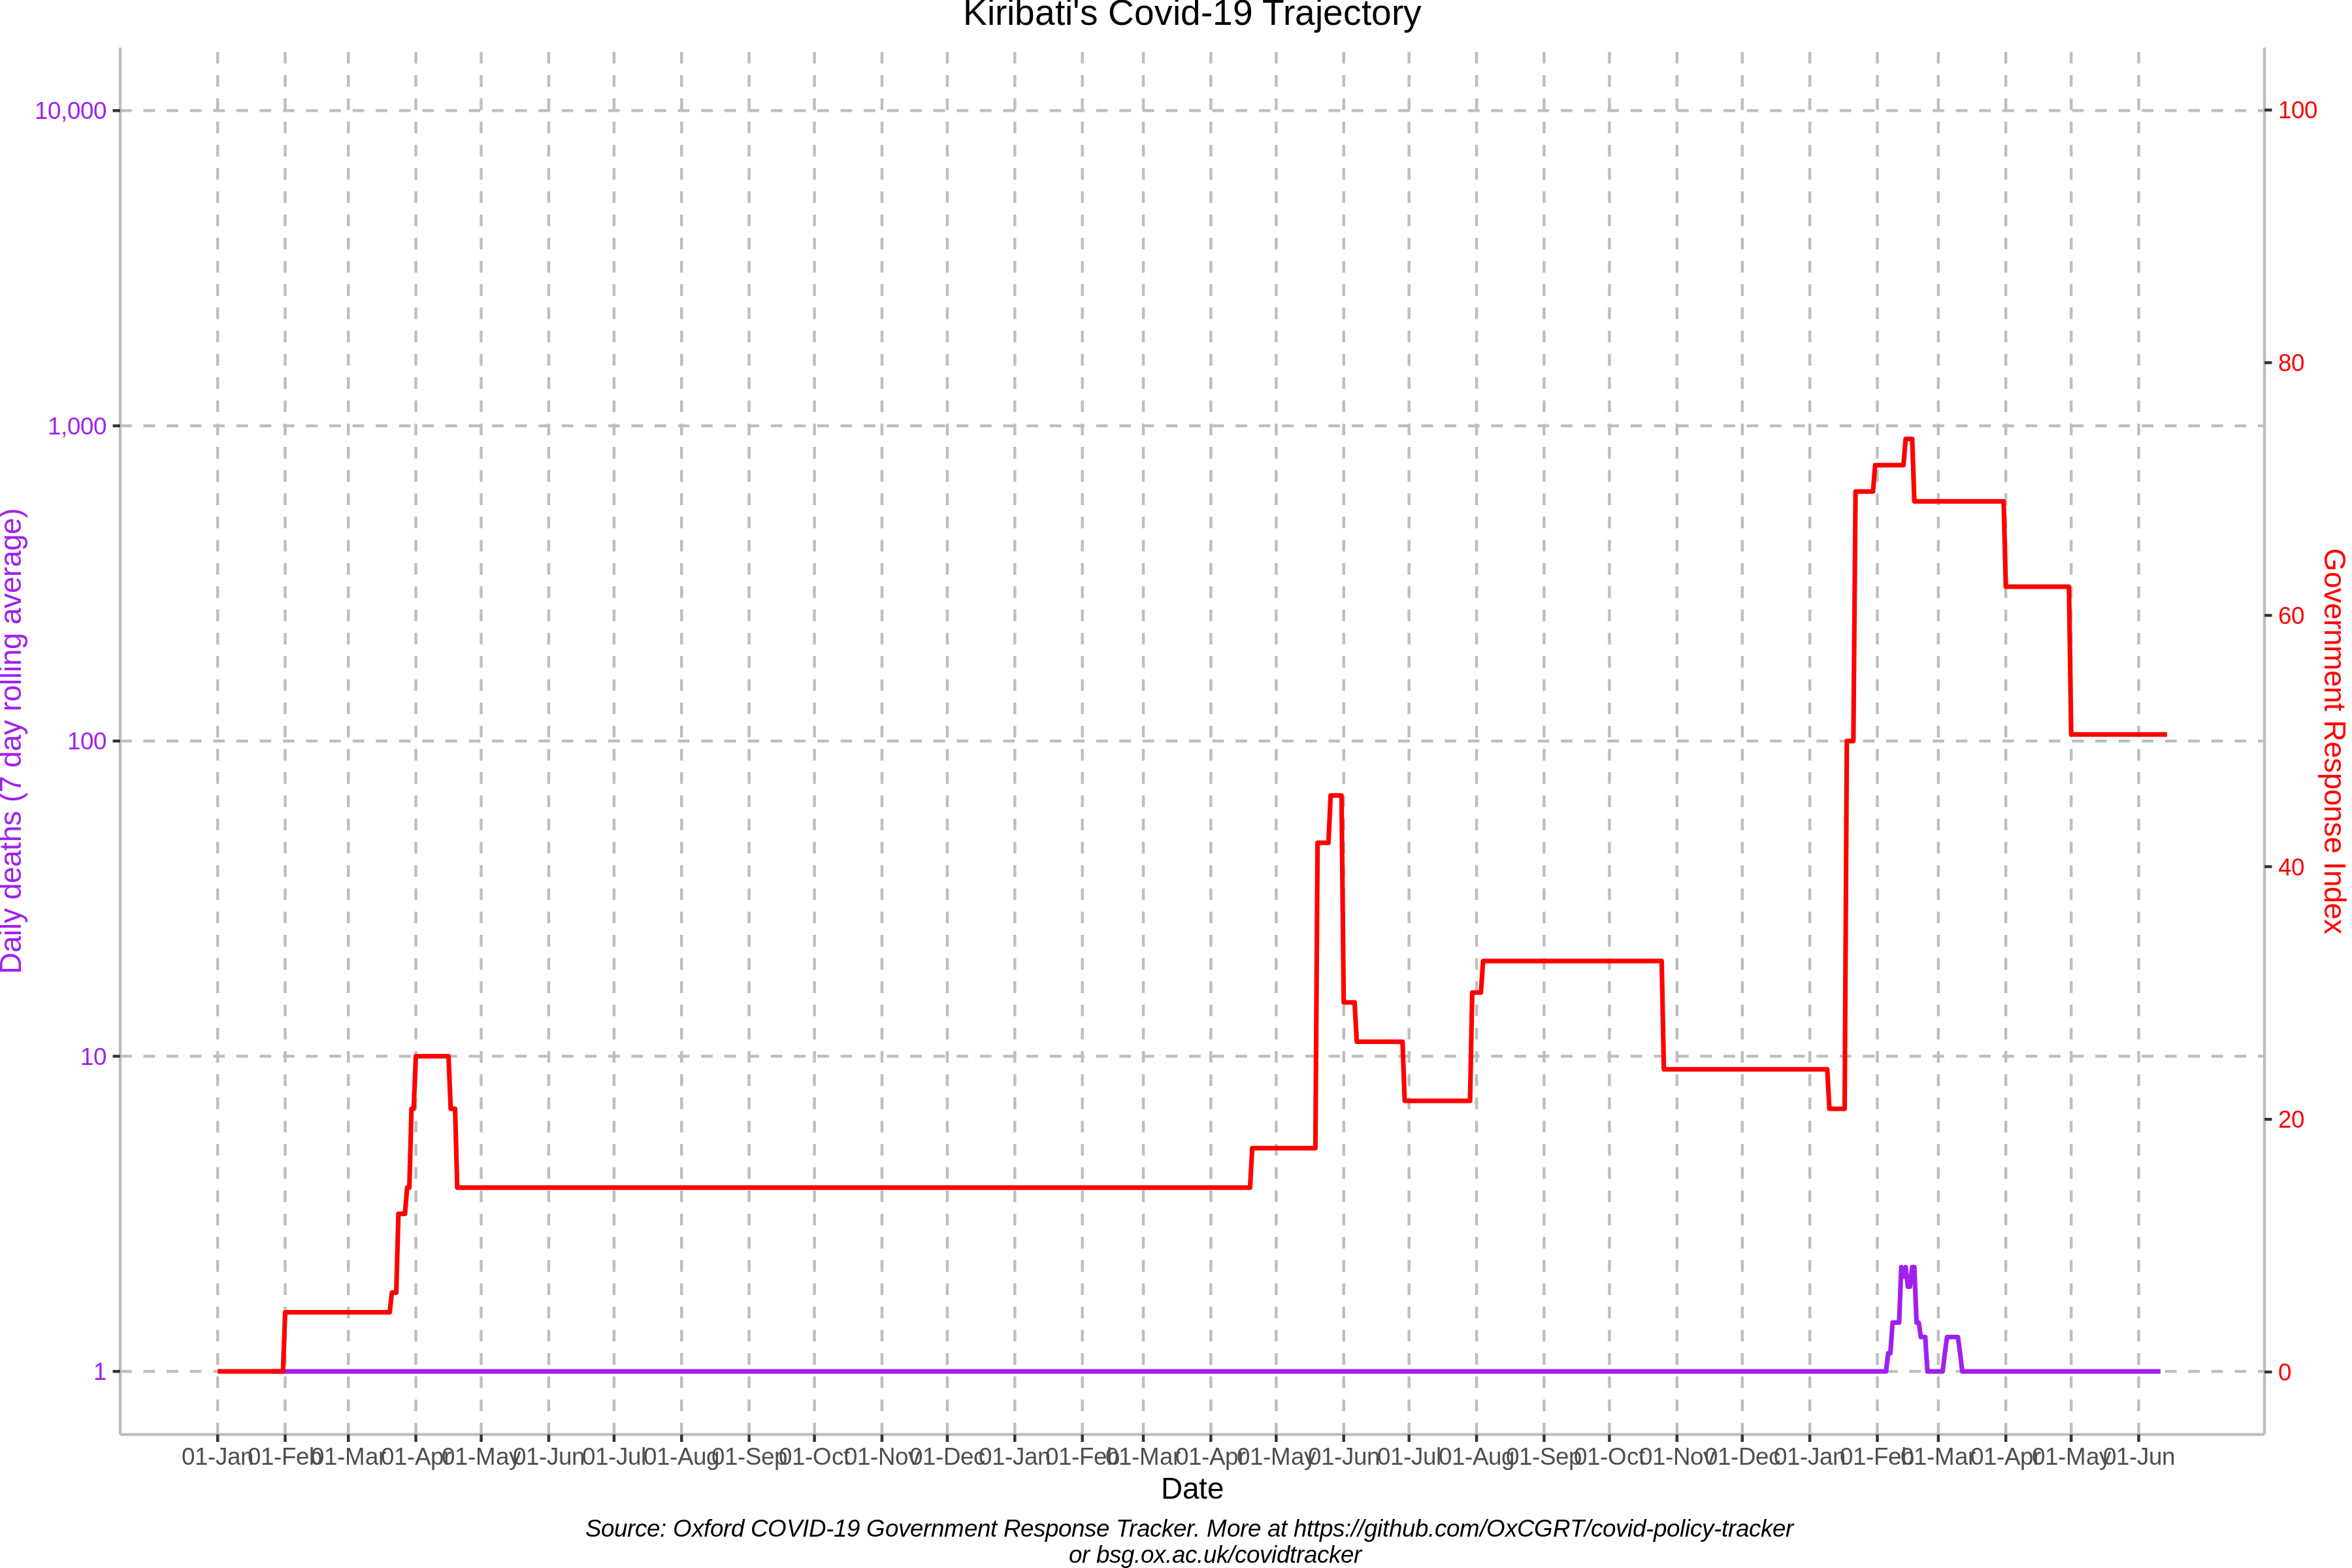 Kiribati's Covid-19 Trajectory
10,000
1,000
100
10
1
Daily deaths (7 day rolling average)
100
80
60
40
20
0
Government Response Index
01-Jan 01-Feb 01-Mar 01-Apr 01-May 01-Jun 01-Jul 01-Aug 01-Sep 01-Oct 01-Nov 01-Dec 01-Jan 01-Feb 01-Mar 01-Apr 01-May 01-Jun 01-Jul 01-Aug 01-Sep 01-Oct 01-Nov 01-Dec 01-Jan 01-Feb 01-Mar 01-Apr 01-May 01-Jun
Date
Source: Oxford COVID-19 Government Response Tracker. More at https://github.com/OxCGRT/covid-policy-tracker
or bsg.ox.ac.uk/covidtracker